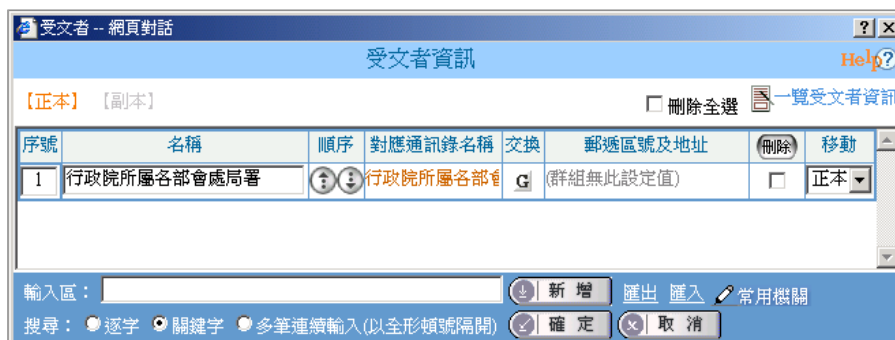 受文者 -- 網頁對話
受文者資訊
Help?
【正本】 【副本】 刪除全選 一覽受文者資訊
序號 名稱 順序 對應通訊錄名稱 交換 郵遞區號及地址 刪除 移動
1 行政院所屬各部會處局署 行政院所屬各部會 G (群組無此設定值) 正本
輸入區： 新增 匯出 匯入 常用機關
搜尋： 逐字 關鍵字 多筆連續輸入(以全形頓號隔開) 確定 取消